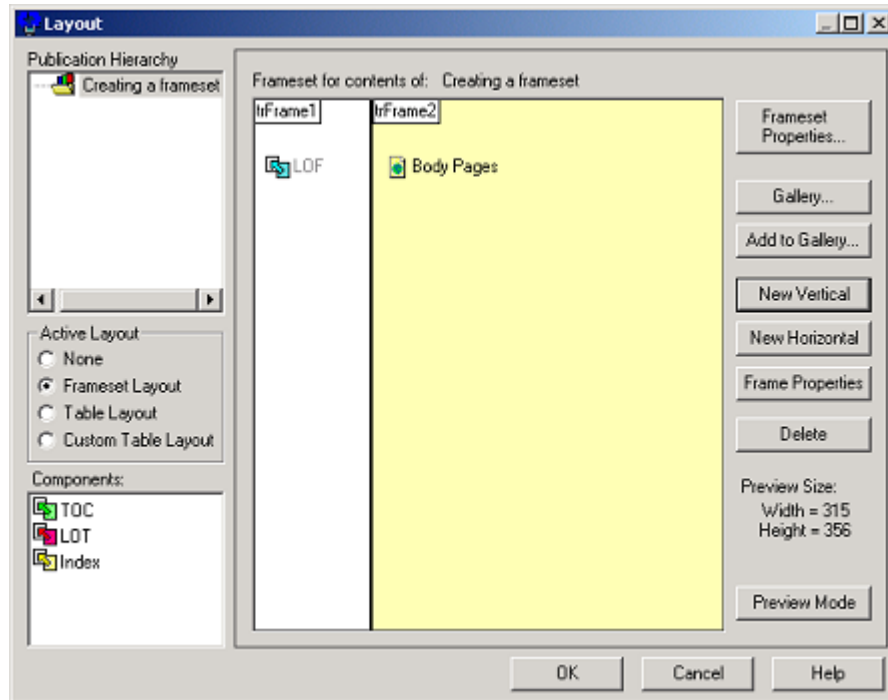 Layout
Publication Hierarchy
Creating a frameset
Active Layout
None
Frameset Layout
Table Layout
Custom Table Layout
Components:
TOC
LOT
Index
Frameset for contents of: Creating a frameset
trFrame1
trFrame2
LOF
Body Pages
Frameset
Properties...
Gallery...
Add to Gallery...
New Vertical
New Horizontal
Frame Properties
Delete
Preview Size:
Width = 315
Height = 356
Preview Mode
OK
Cancel
Help